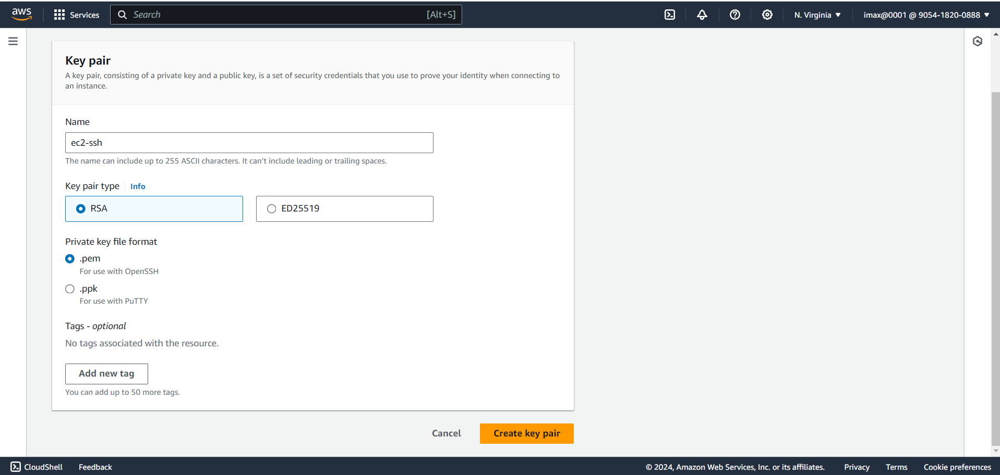 aws
Services
Search
[Alt+S]
N. Virginia
imax@0001 @ 9054-1820-0888
Key pair
A key pair, consisting of a private key and a public key, is a set of security credentials that you use to prove your identity when connecting to
an instance.
Name
ec2-ssh
The name can include up to 255 ASCII characters. It can't include leading or trailing spaces.
Key pair type
Info
RSA
ED25519
Private key file format
.pem
For use with OpenSSH
.ppk
For use with PuTTY
Tags - optional
No tags associated with the resource.
Add new tag
You can add up to 50 more tags.
Cancel
Create key pair
CloudShell
Feedback
© 2024, Amazon Web Services, Inc. or its affiliates.
Privacy
Terms
Cookie preferences